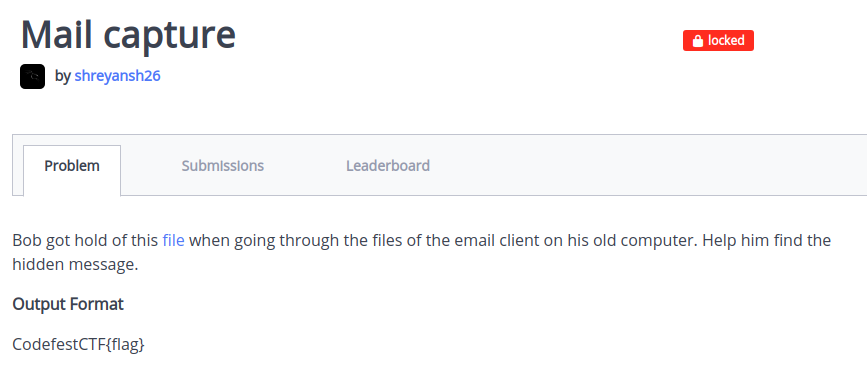 Mail capture
locked
by shreyansh26
Problem Submissions Leaderboard
Bob got hold of this file when going through the files of the email client on his old computer. Help him find the
hidden message.
Output Format
CodefestCTF{flag}